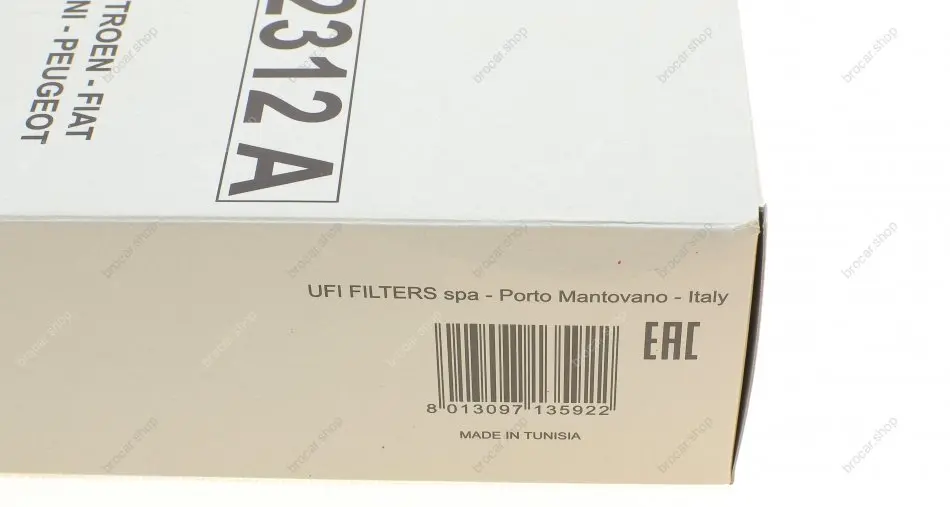 2312 A
TROEN - FIAT
NI - PEUGEOT
UFI FILTERS spa - Porto Mantovano - Italy
EAC
8 013097 135922
MADE IN TUNISIA
brocar.shop